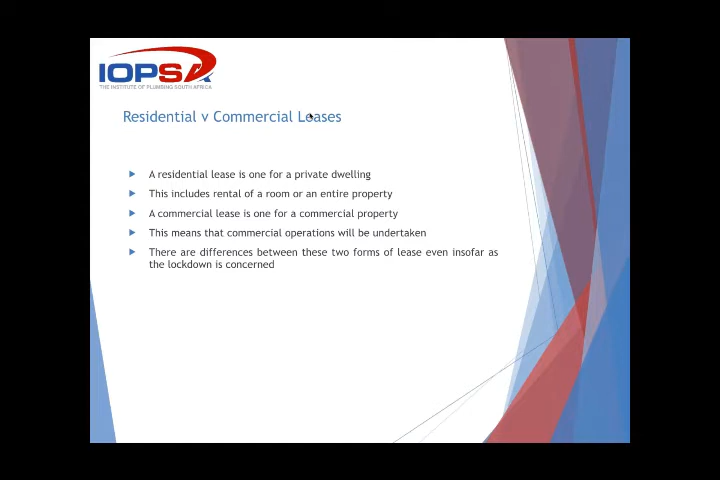 IOPSA
THE INSTITUTE OF PLUMBING SOUTH AFRICA
Residential v Commercial Leases
A residential lease is one for a private dwelling
This includes rental of a room or an entire property
A commercial lease is one for a commercial property
This means that commercial operations will be undertaken
There are differences between these two forms of lease even insofar as
the lockdown is concerned